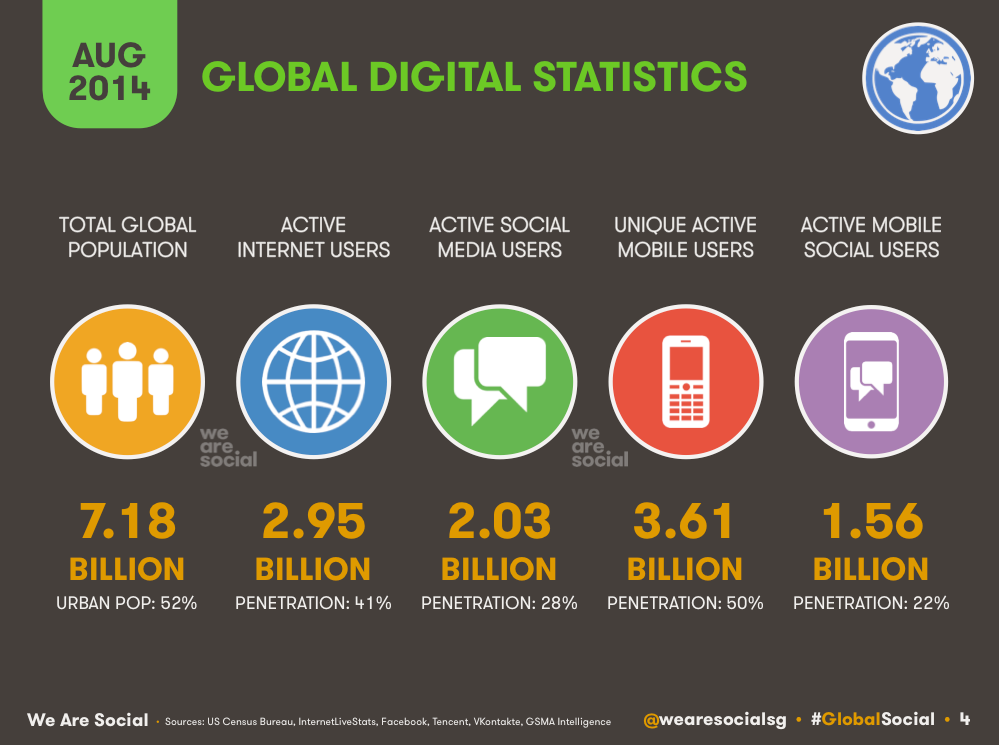 AUG
2014
GLOBAL DIGITAL STATISTICS
TOTAL GLOBAL
POPULATION
ACTIVE
INTERNET USERS
ACTIVE SOCIAL
MEDIA USERS
UNIQUE ACTIVE
MOBILE USERS
ACTIVE MOBILE
SOCIAL USERS
we
are
social
we
are
social
7.18
BILLION
URBAN POP: 52%
2.95
BILLION
PENETRATION: 41%
2.03
BILLION
PENETRATION: 28%
3.61
BILLION
PENETRATION: 50%
1.56
BILLION
PENETRATION: 22%
We Are Social • Sources: US Census Bureau, InternetLiveStats, Facebook, Tencent, VKontakte, GSMA Intelligence
@wearesocialsg • #GlobalSocial • 4